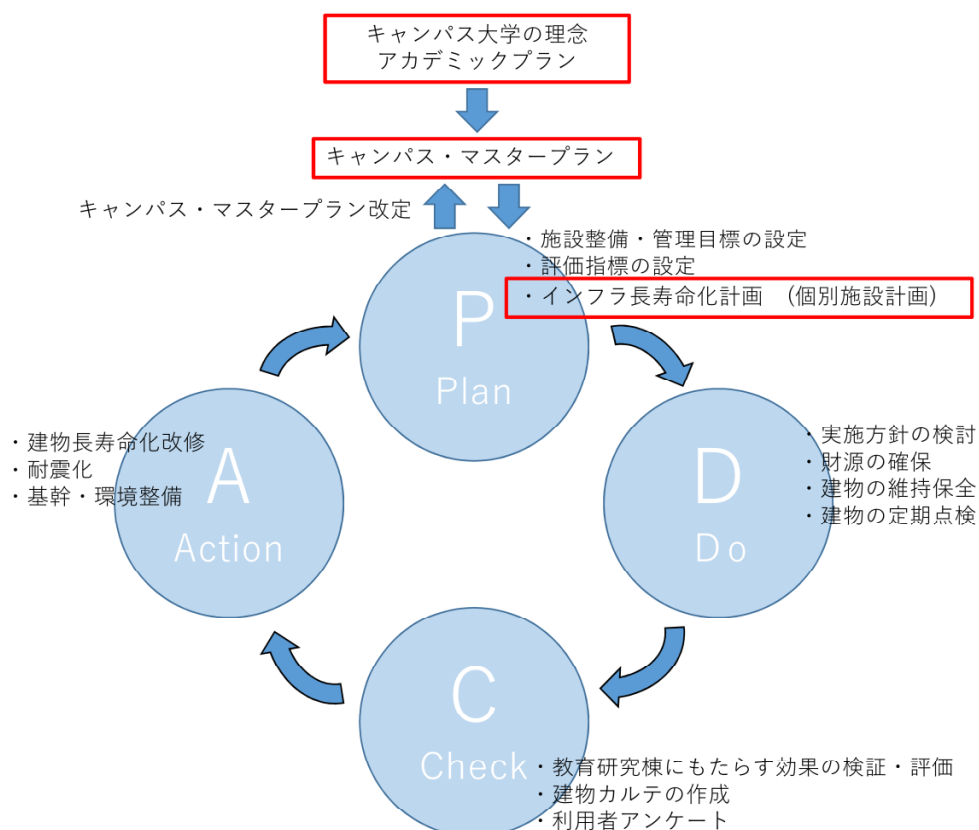 キャンパス大学の理念
アカデミックプラン
キャンパス・マスタープラン
キャンパス・マスタープラン改定
・施設整備・管理目標の設定
・評価指標の設定
・インフラ長寿命化計画　(個別施設計画)
P
Plan
・実施方針の検討
・財源の確保
・建物の維持保全
・建物の定期点検
D
Do
・教育研究棟にもたらす効果の検証・評価
・建物カルテの作成
・利用者アンケート
C
Check
・建物長寿命化改修
・耐震化
・基幹・環境整備
A
Action